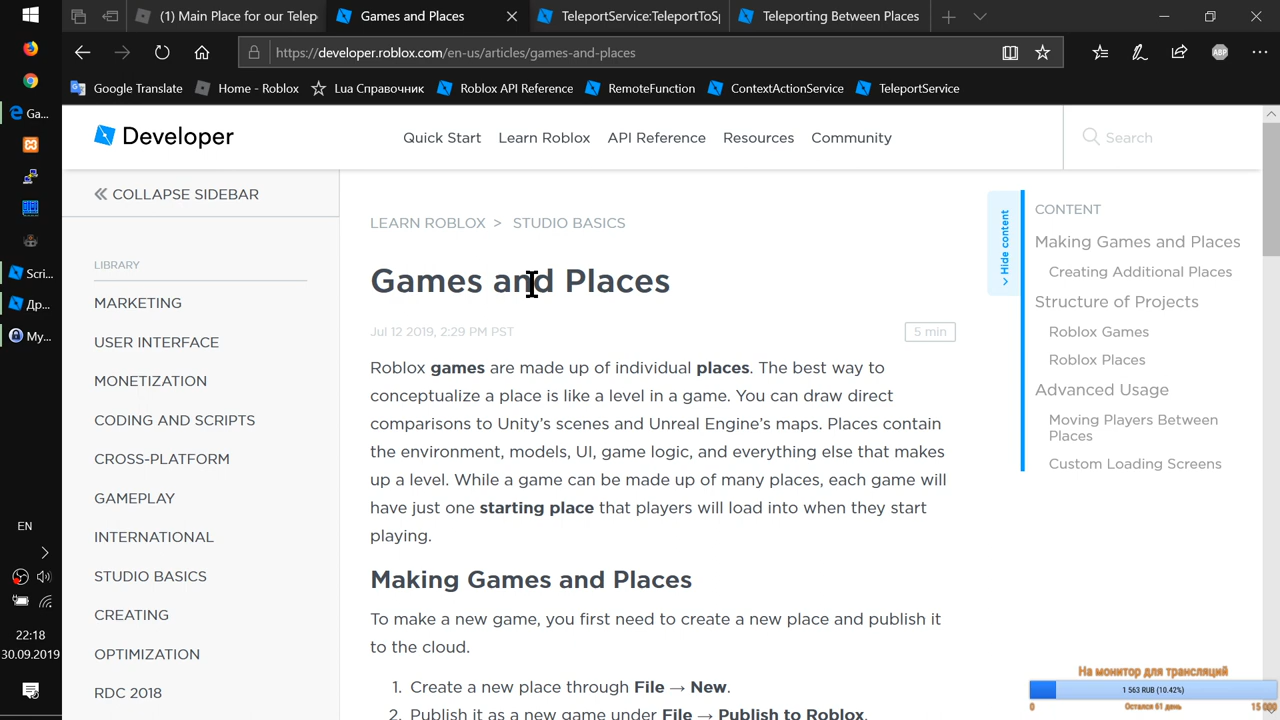 (1) Main Place for our Telep
Games and Places
TeleportService:TeleportToSp
Teleporting Between Places
https://developer.roblox.com/en-us/articles/games-and-places
ABP
Google Translate
Home - Roblox
Lua Справочник
Roblox API Reference
RemoteFunction
ContextActionService
TeleportService
Ga...
Scri...
Др...
My...
EN
22:18
30.09.2019
Developer
Quick Start
Learn Roblox
API Reference
Resources
Community
Search
COLLAPSE SIDEBAR
LIBRARY
MARKETING
USER INTERFACE
MONETIZATION
CODING AND SCRIPTS
CROSS-PLATFORM
GAMEPLAY
INTERNATIONAL
STUDIO BASICS
CREATING
OPTIMIZATION
RDC 2018
LEARN ROBLOX > STUDIO BASICS
Games and Places
Jul 12 2019, 2:29 PM PST
5 min
Roblox games are made up of individual places. The best way to
conceptualize a place is like a level in a game. You can draw direct
comparisons to Unity's scenes and Unreal Engine's maps. Places contain
the environment, models, UI, game logic, and everything else that makes
up a level. While a game can be made up of many places, each game will
have just one starting place that players will load into when they start
playing.
Making Games and Places
To make a new game, you first need to create a new place and publish it
to the cloud.
1. Create a new place through File → New.
2. Publish it as a new game under File → Publish to Roblox.
Hide content
CONTENT
Making Games and Places
Creating Additional Places
Structure of Projects
Roblox Games
Roblox Places
Advanced Usage
Moving Players Between
Places
Custom Loading Screens
На монитор для трансляций
1 563 RUB (10.42%)
0
Остался 61 день
15 000